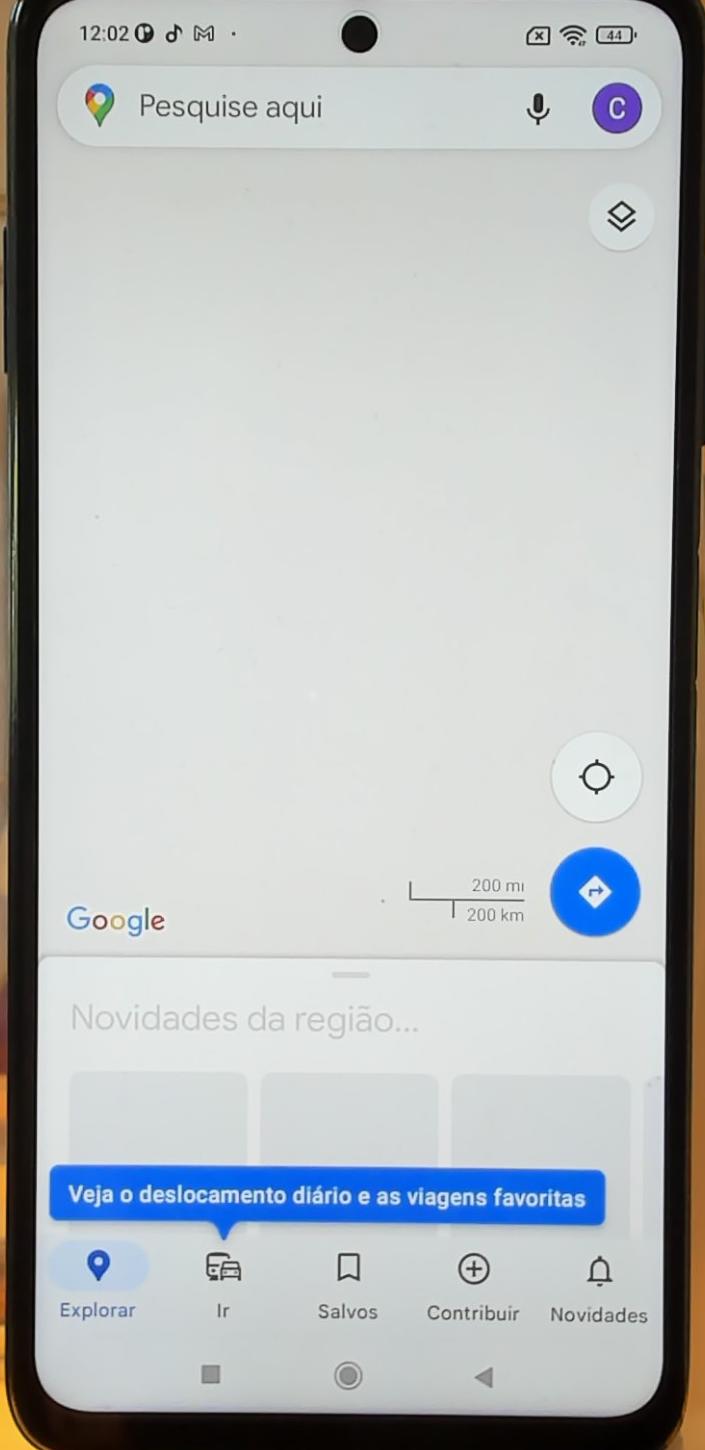 12:02
44
Pesquise aqui
C
200 mi
200 km
Google
Novidades da região...
Veja o deslocamento diário e as viagens favoritas
Explorar
Ir
Salvos
Contribuir
Novidades